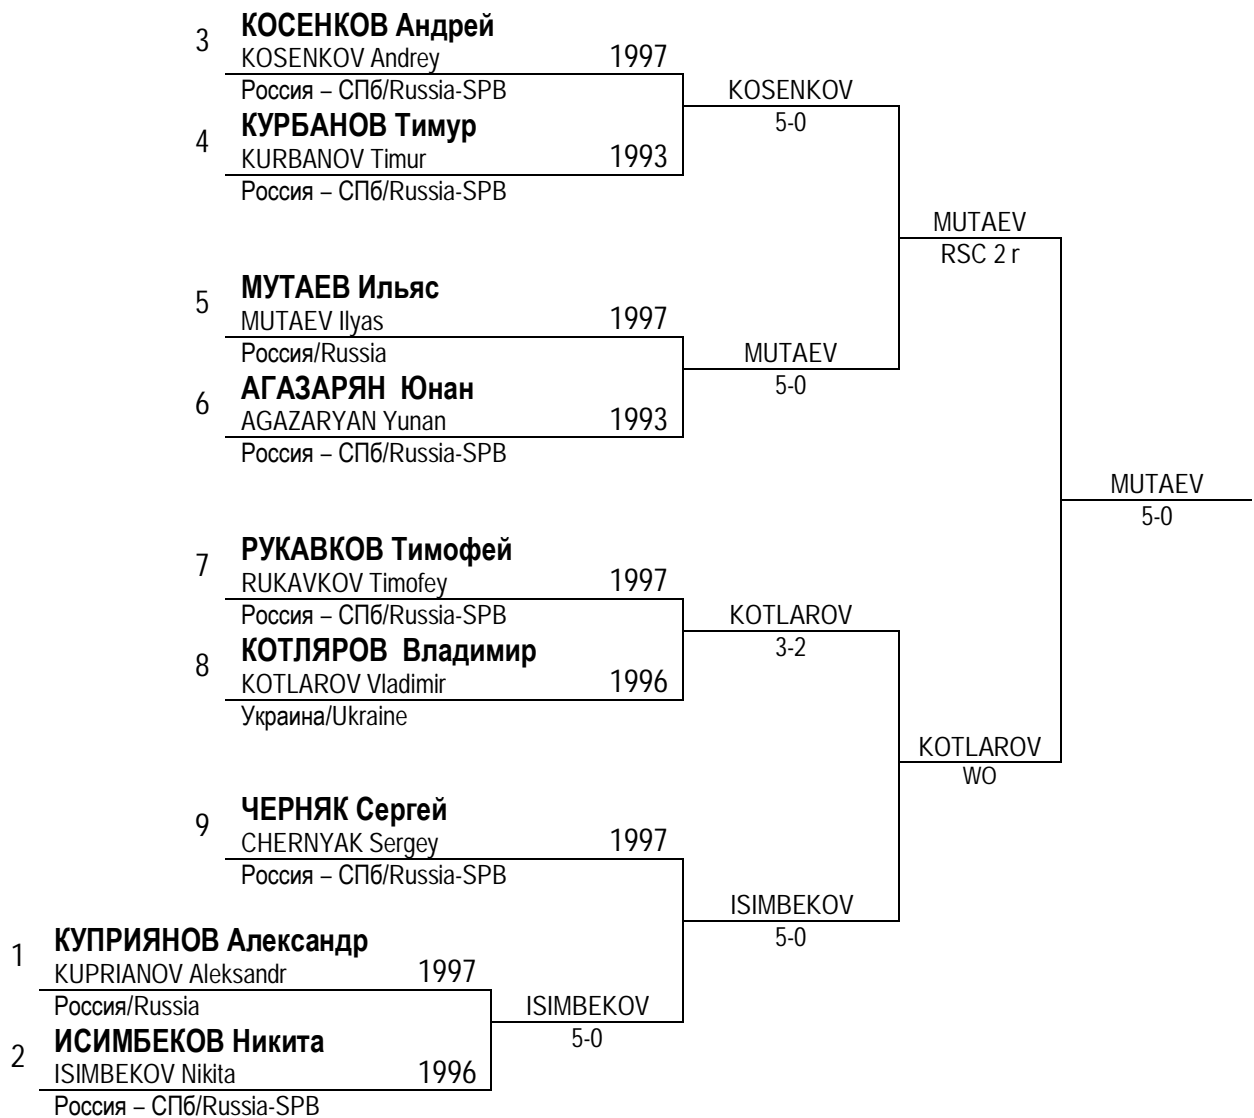 3
КОСЕНКОВ Андрей
KOSENKOV Andrey 1997
Россия – СПб/Russia-SPB
4
КУРБАНОВ Тимур
KURBANOV Timur 1993
Россия – СПб/Russia-SPB
KOSENKOV
5-0
5
МУТАЕВ Ильяс
MUTAEV Ilyas 1997
Россия/Russia
6
АГАЗАРЯН Юнан
AGAZARYAN Yunan 1993
Россия – СПб/Russia-SPB
MUTAEV
5-0
MUTAEV
RSC 2 r
7
РУКАВКОВ Тимофей
RUKAVKOV Timofey 1997
Россия – СПб/Russia-SPB
8
КОТЛЯРОВ Владимир
KOTLAROV Vladimir 1996
Украина/Ukraine
KOTLAROV
3-2
9
ЧЕРНЯК Сергей
CHERNYAK Sergey 1997
Россия – СПб/Russia-SPB
1
КУПРИЯНОВ Александр
KUPRIANOV Aleksandr 1997
Россия/Russia
2
ИСИМБЕКОВ Никита
ISIMBEKOV Nikita 1996
Россия – СПб/Russia-SPB
ISIMBEKOV
5-0
ISIMBEKOV
5-0
KOTLAROV
WO
MUTAEV
5-0